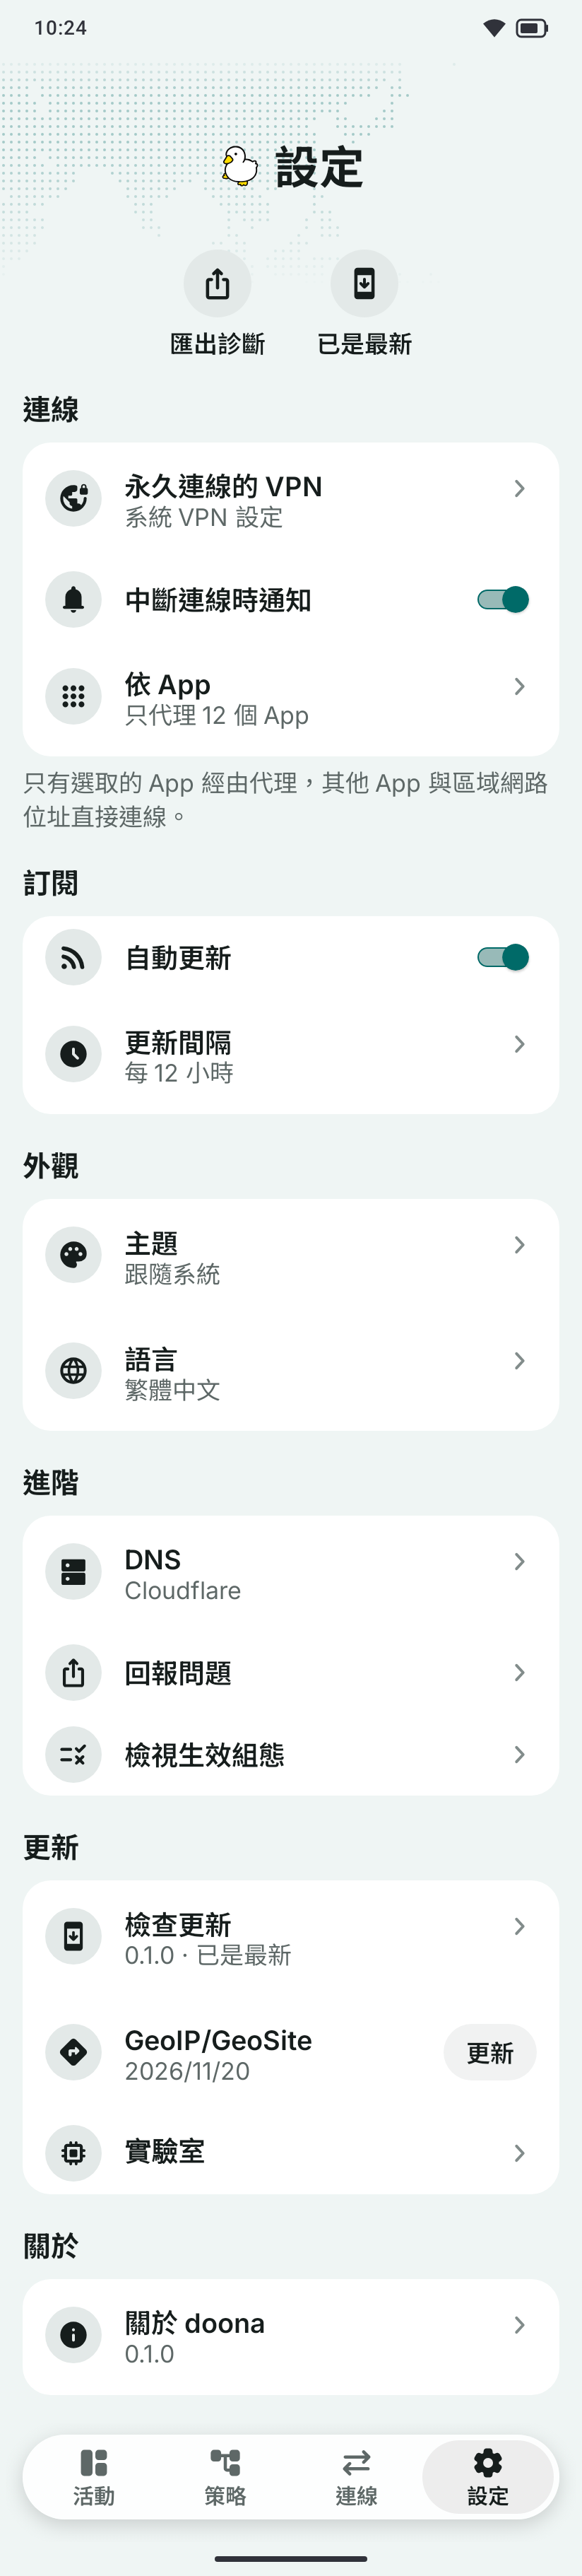 10:24
設定
匯出診斷
已是最新
連線
永久連線的 VPN
系統 VPN 設定
中斷連線時通知
依 App
只代理 12 個 App
只有選取的 App 經由代理，其他 App 與區域網路
位址直接連線。
訂閱
自動更新
更新間隔
每 12 小時
外觀
主題
跟隨系統
語言
繁體中文
進階
DNS
Cloudflare
回報問題
檢視生效組態
更新
檢查更新
0.1.0 · 已是最新
GeoIP/GeoSite
2026/11/20
更新
實驗室
關於
關於 doona
0.1.0
活動
策略
連線
設定